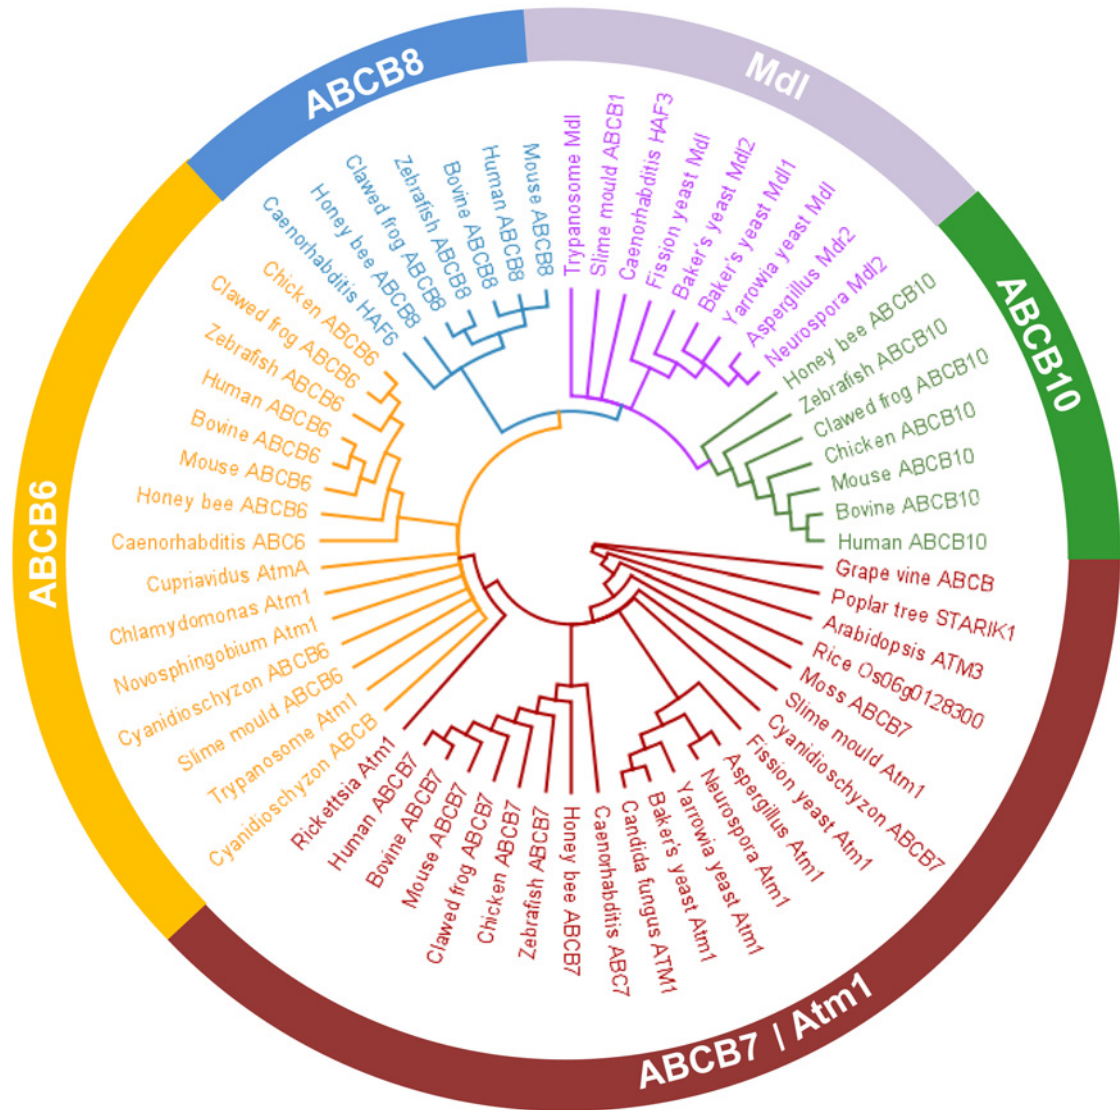 ABCB8
Mdl
ABCB10
ABCB7 | Atm1
ABCB6
Trypanosome Mdl
Slime mould ABCB1
Caenorhabditis HAF3
Fission yeast Mdl
Baker's yeast Mdl2
Baker's yeast Mdl1
Yarrowia yeast Mdl
Aspergillus Mdr2
Neurospora Mdl2
Honey bee ABCB10
Zebrafish ABCB10
Clawed frog ABCB10
Chicken ABCB10
Mouse ABCB10
Bovine ABCB10
Human ABCB10
Grape vine ABCB
Poplar tree STARIK1
Arabidopsis ATM3
Rice Os06g0128300
Moss ABCB7
Slime mould Atm1
Cyanidioschyzon ABCB7
Fission yeast Atm1
Aspergillus Atm1
Neurospora Atm1
Yarrowia yeast Atm1
Baker's yeast Atm1
Candida fungus ATM1
Caenorhabditis ABC7
Honey bee ABCB7
Zebrafish ABCB7
Chicken ABCB7
Clawed frog ABCB7
Mouse ABCB7
Bovine ABCB7
Human ABCB7
Rickettsia Atm1
Cyanidioschyzon ABCB
Trypanosome Atm1
Slime mould ABCB6
Cyanidioschyzon ABCB6
Novosphingobium Atm1
Chlamydomonas Atm1
Cupriavidus AtmA
Caenorhabditis ABC6
Honey bee ABCB6
Mouse ABCB6
Bovine ABCB6
Human ABCB6
Zebrafish ABCB6
Clawed frog ABCB6
Chicken ABCB6
Caenorhabditis HAF6
Honey bee ABCB8
Clawed frog ABCB8
Zebrafish ABCB8
Bovine ABCB8
Human ABCB8
Mouse ABCB8